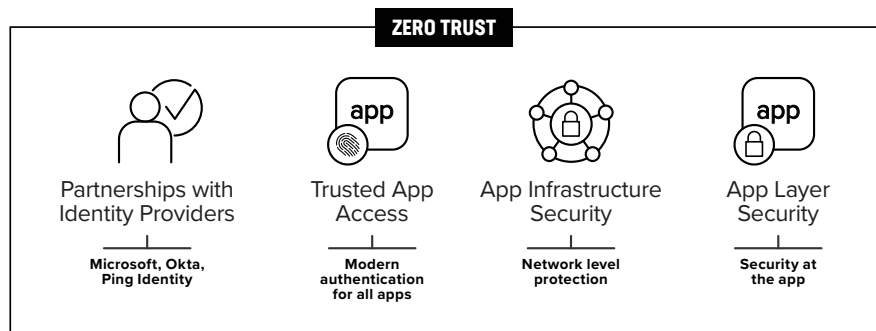 ZERO TRUST
app
app
Partnerships with
Identity Providers
Trusted App
Access
App Infrastructure
Security
App Layer
Security
Microsoft, Okta,
Ping Identity
Modern
authentication
for all apps
Network level
protection
Security at
the app